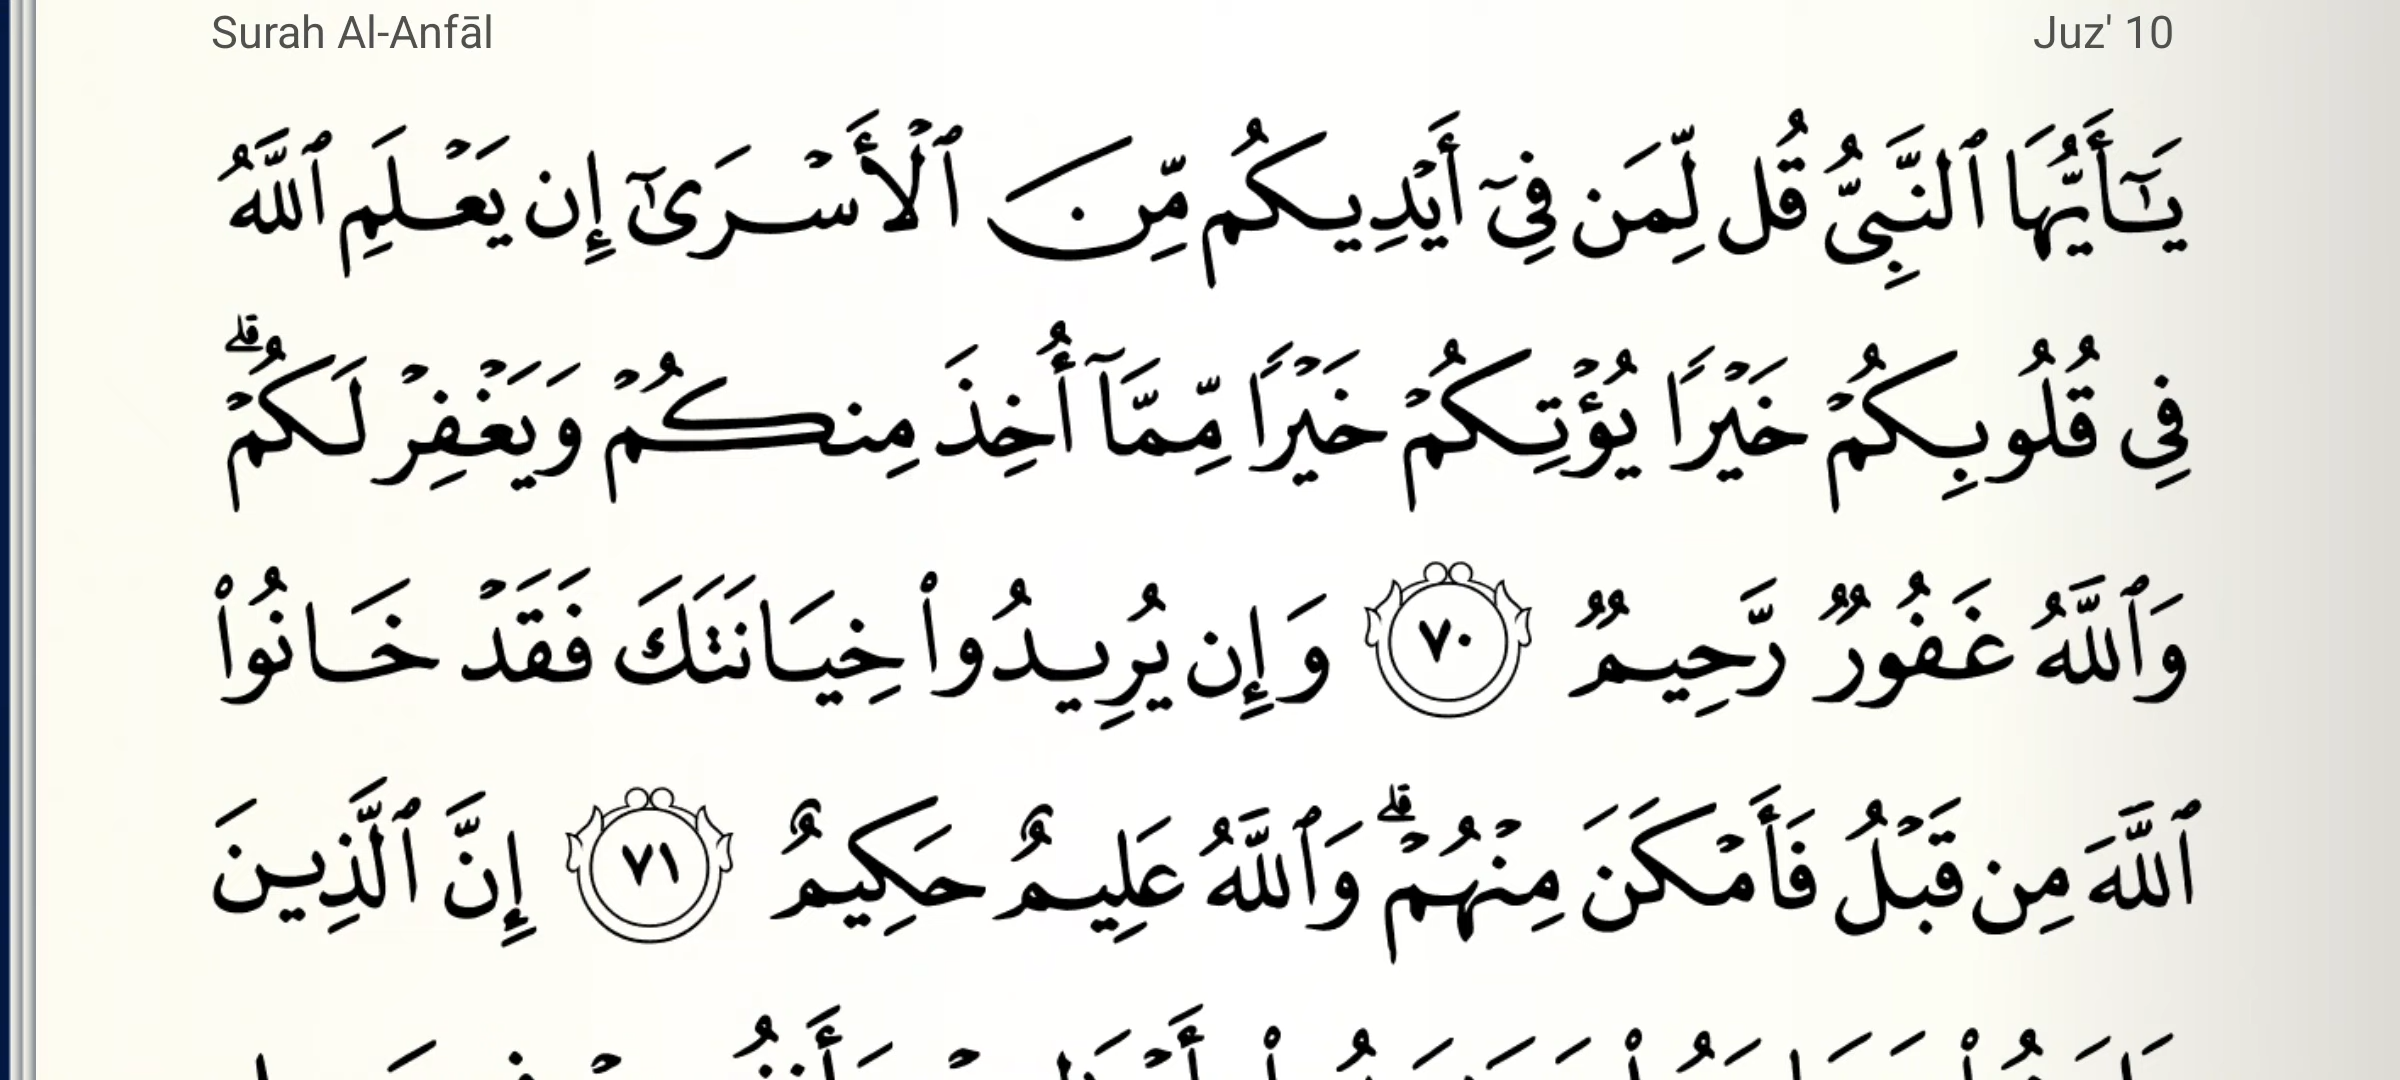 Surah Al-Anfāl Juz' 10
يَـٰٓأَيُّهَا ٱلنَّبِىُّ قُل لِّمَن فِىٓ أَيْدِيكُم مِّنَ ٱلْأَسْرَىٰٓ إِن يَعْلَمِ ٱللَّهُ
فِى قُلُوبِكُمْ خَيْرًا يُؤْتِكُمْ خَيْرًا مِّمَّآ أُخِذَ مِنكُمْ وَيَغْفِرْ لَكُمْ ۗ
وَٱللَّهُ غَفُورٌ رَّحِيمٌ ٧٠ وَإِن يُرِيدُوا۟ خِيَانَتَكَ فَقَدْ خَانُوا۟
ٱللَّهَ مِن قَبْلُ فَأَمْكَنَ مِنْهُمْ ۗ وَٱللَّهُ عَلِيمٌ حَكِيمٌ ٧١ إِنَّ ٱلَّذِينَ